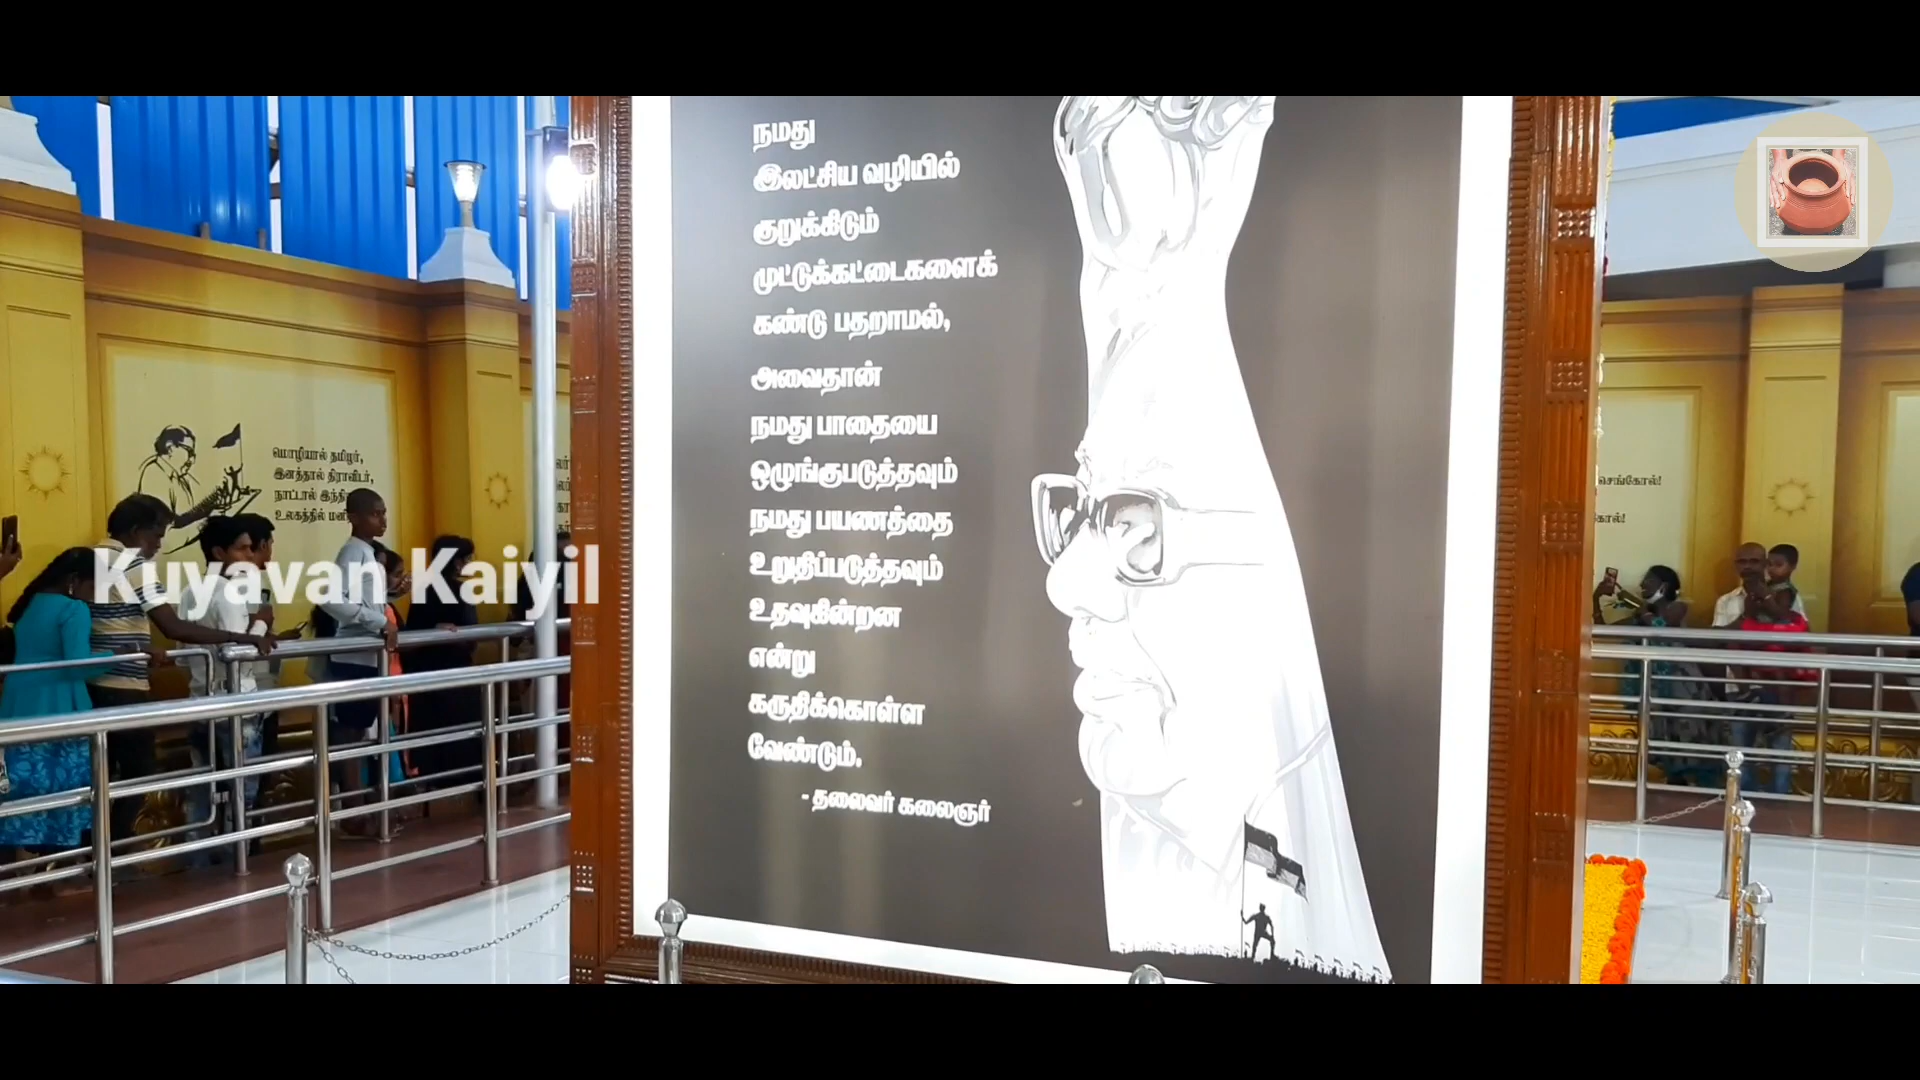 நமது
இலட்சிய வழியில்
குறுக்கிடும்
முட்டுக்கட்டைகளைக்
கண்டு பதறாமல்,
அவைதான்
நமது பாதையை
ஒழுங்குபடுத்தவும்
நமது பயணத்தை
உறுதிப்படுத்தவும்
உதவுகின்றன
என்று
கருதிக்கொள்ள
வேண்டும்.
- தலைவர் கலைஞர்
மொழியால் தமிழர்,
இனத்தால் திராவிடர்,
நாட்டால்
உலகத்தில்
செங்கோல்!
Kuyavan Kaiyil